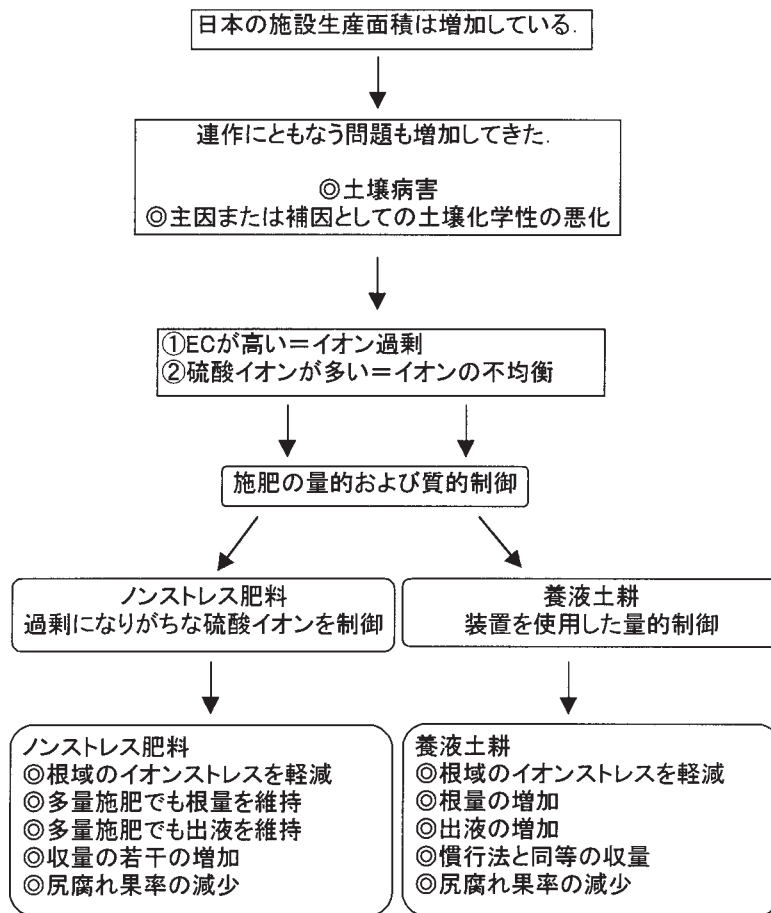 日本の施設生産面積は増加している.
連作にともなう問題も増加してきた.
◎土壌病害
◎主因または補因としての土壌化学性の悪化
①ECが高い＝イオン過剰
②硫酸イオンが多い＝イオンの不均衡
施肥の量的および質的制御
ノンストレス肥料
過剰になりがちな硫酸イオンを制御
養液土耕
装置を使用した量的制御
ノンストレス肥料
◎根域のイオンストレスを軽減
◎多量施肥でも根量を維持
◎多量施肥でも出液を維持
◎収量の若干の増加
◎尻腐れ果率の減少
養液土耕
◎根域のイオンストレスを軽減
◎根量の増加
◎出液の増加
◎慣行法と同等の収量
◎尻腐れ果率の減少